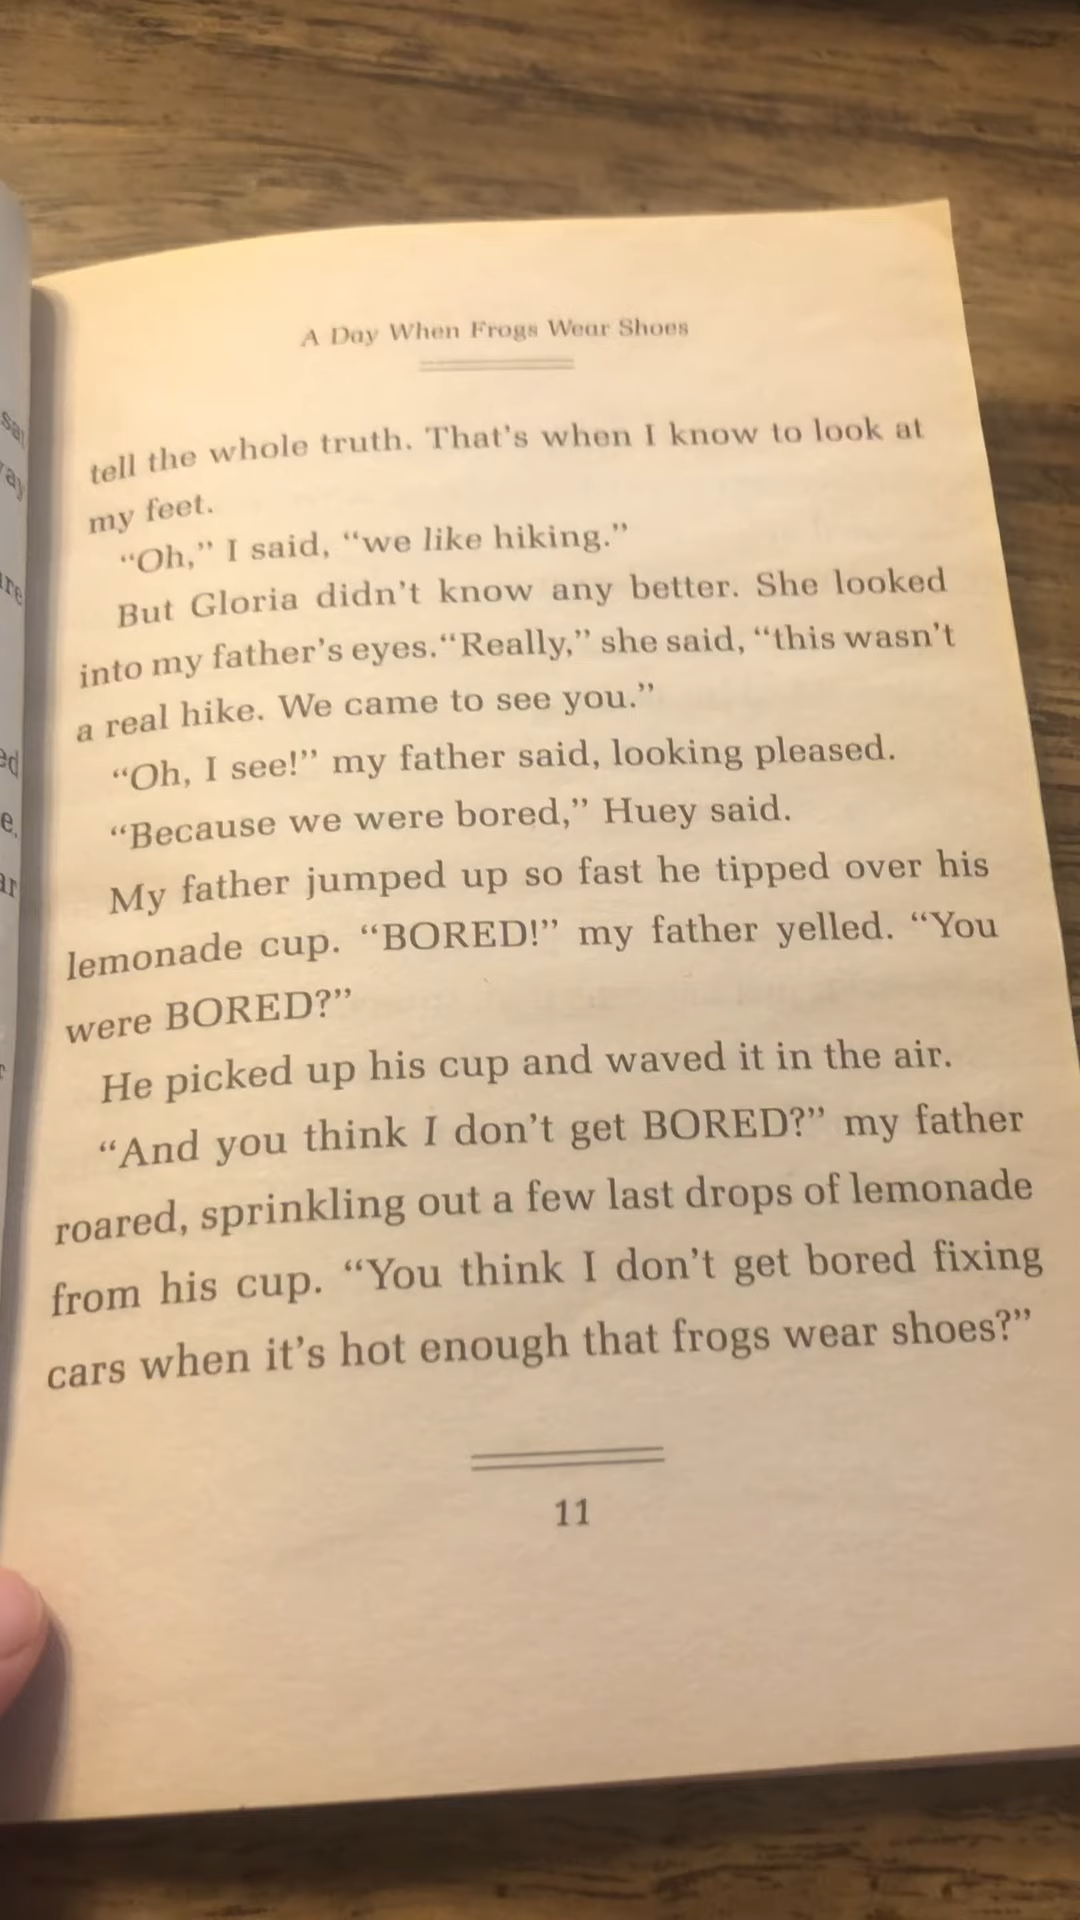 A Day When Frogs Wear Shoes
tell the whole truth. That’s when I know to look at
my feet.
“Oh,” I said, “we like hiking.”
But Gloria didn’t know any better. She looked
into my father’s eyes. “Really,” she said, “this wasn’t
a real hike. We came to see you.”
“Oh, I see!” my father said, looking pleased.
“Because we were bored,” Huey said.
My father jumped up so fast he tipped over his
lemonade cup. “BORED!” my father yelled. “You
were BORED?”
He picked up his cup and waved it in the air.
“And you think I don’t get BORED?” my father
roared, sprinkling out a few last drops of lemonade
from his cup. “You think I don’t get bored fixing
cars when it’s hot enough that frogs wear shoes?”
11